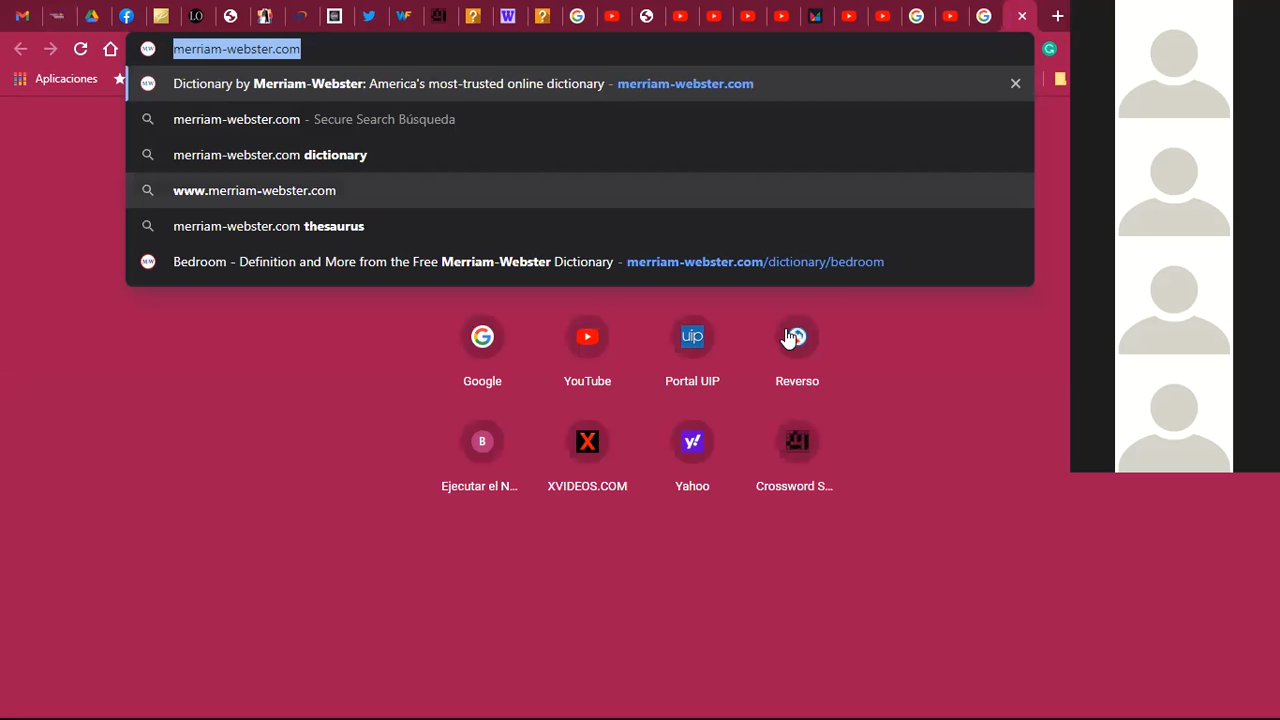 merriam-webster.com
Aplicaciones
Dictionary by Merriam-Webster: America's most-trusted online dictionary - merriam-webster.com
merriam-webster.com - Secure Search Búsqueda
merriam-webster.com dictionary
www.merriam-webster.com
merriam-webster.com thesaurus
Bedroom - Definition and More from the Free Merriam-Webster Dictionary - merriam-webster.com/dictionary/bedroom
uip
Google YouTube Portal UIP Reverso
B X y!
Ejecutar el N... XVIDEOS.COM Yahoo Crossword S...